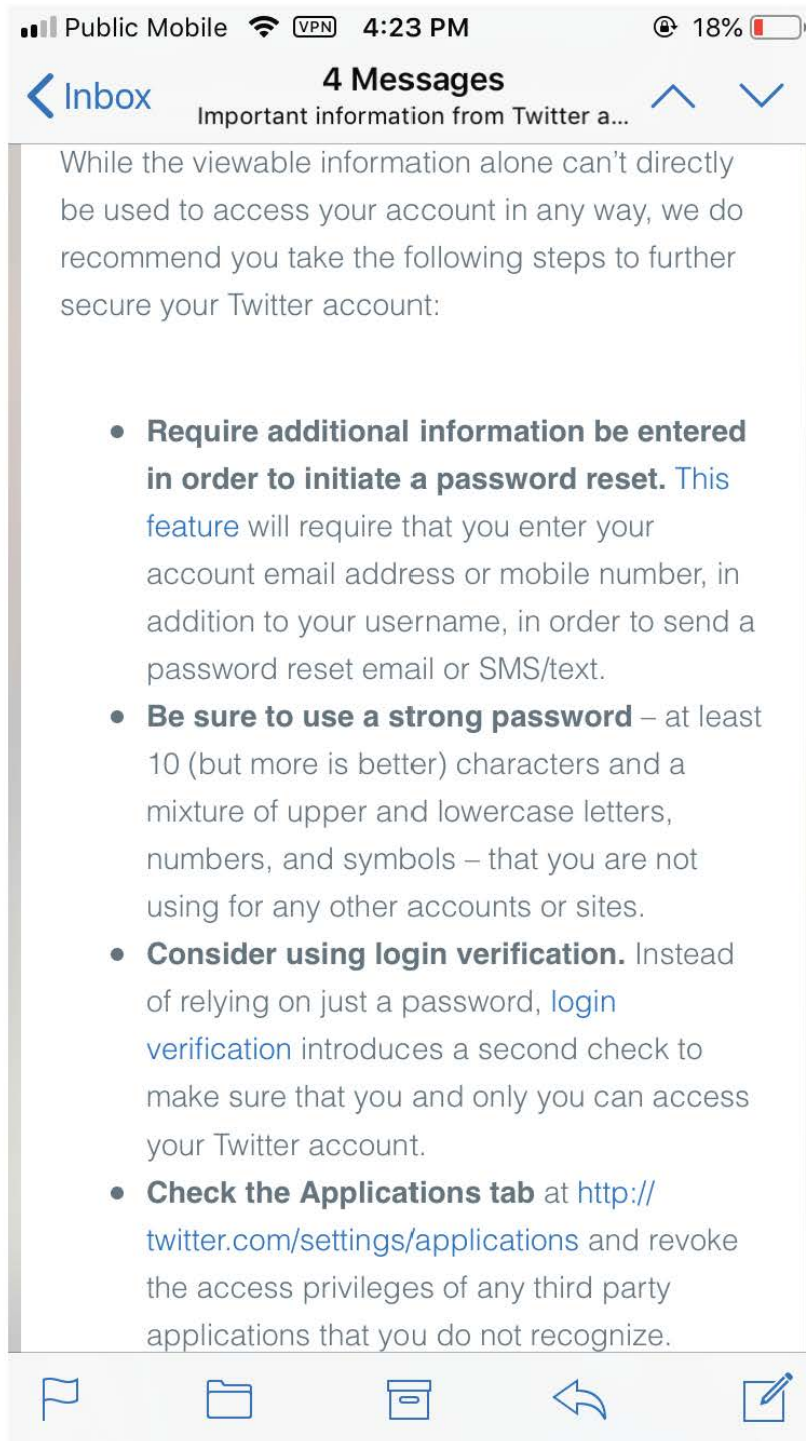 Public Mobile VPN 4:23 PM 18%
Inbox
4 Messages
Important information from Twitter a...
While the viewable information alone can’t directly
be used to access your account in any way, we do
recommend you take the following steps to further
secure your Twitter account:
• Require additional information be entered
in order to initiate a password reset. This
feature will require that you enter your
account email address or mobile number, in
addition to your username, in order to send a
password reset email or SMS/text.
• Be sure to use a strong password – at least
10 (but more is better) characters and a
mixture of upper and lowercase letters,
numbers, and symbols – that you are not
using for any other accounts or sites.
• Consider using login verification. Instead
of relying on just a password, login
verification introduces a second check to
make sure that you and only you can access
your Twitter account.
• Check the Applications tab at http://
twitter.com/settings/applications and revoke
the access privileges of any third party
applications that you do not recognize.